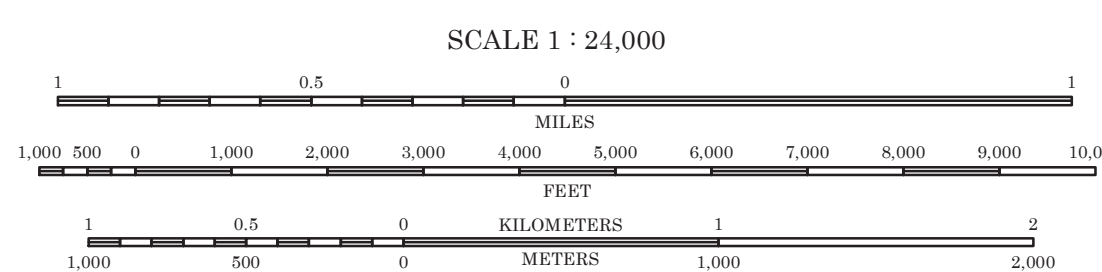 SCALE 1 : 24,000
1 0.5 0 1
MILES
1,000 500 0 1,000 2,000 3,000 4,000 5,000 6,000 7,000 8,000 9,000 10,0
FEET
1 0.5 0 KILOMETERS 1 2
1,000 500 0 METERS 1,000 2,000